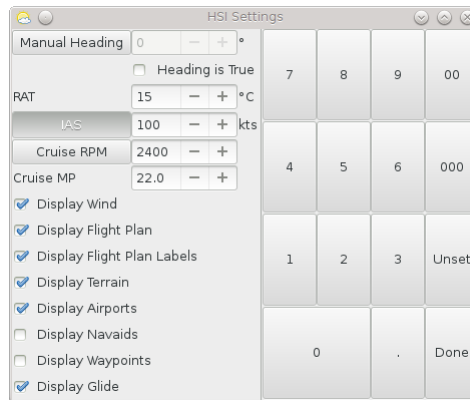 HSI Settings
Manual Heading 0 − + °
Heading is True
RAT 15 − + °C
IAS 100 − + kts
Cruise RPM 2400 − +
Cruise MP 22.0 − +
Display Wind
Display Flight Plan
Display Flight Plan Labels
Display Terrain
Display Airports
Display Navaids
Display Waypoints
Display Glide
7 8 9 00
4 5 6 000
1 2 3 Unset
0 . Done